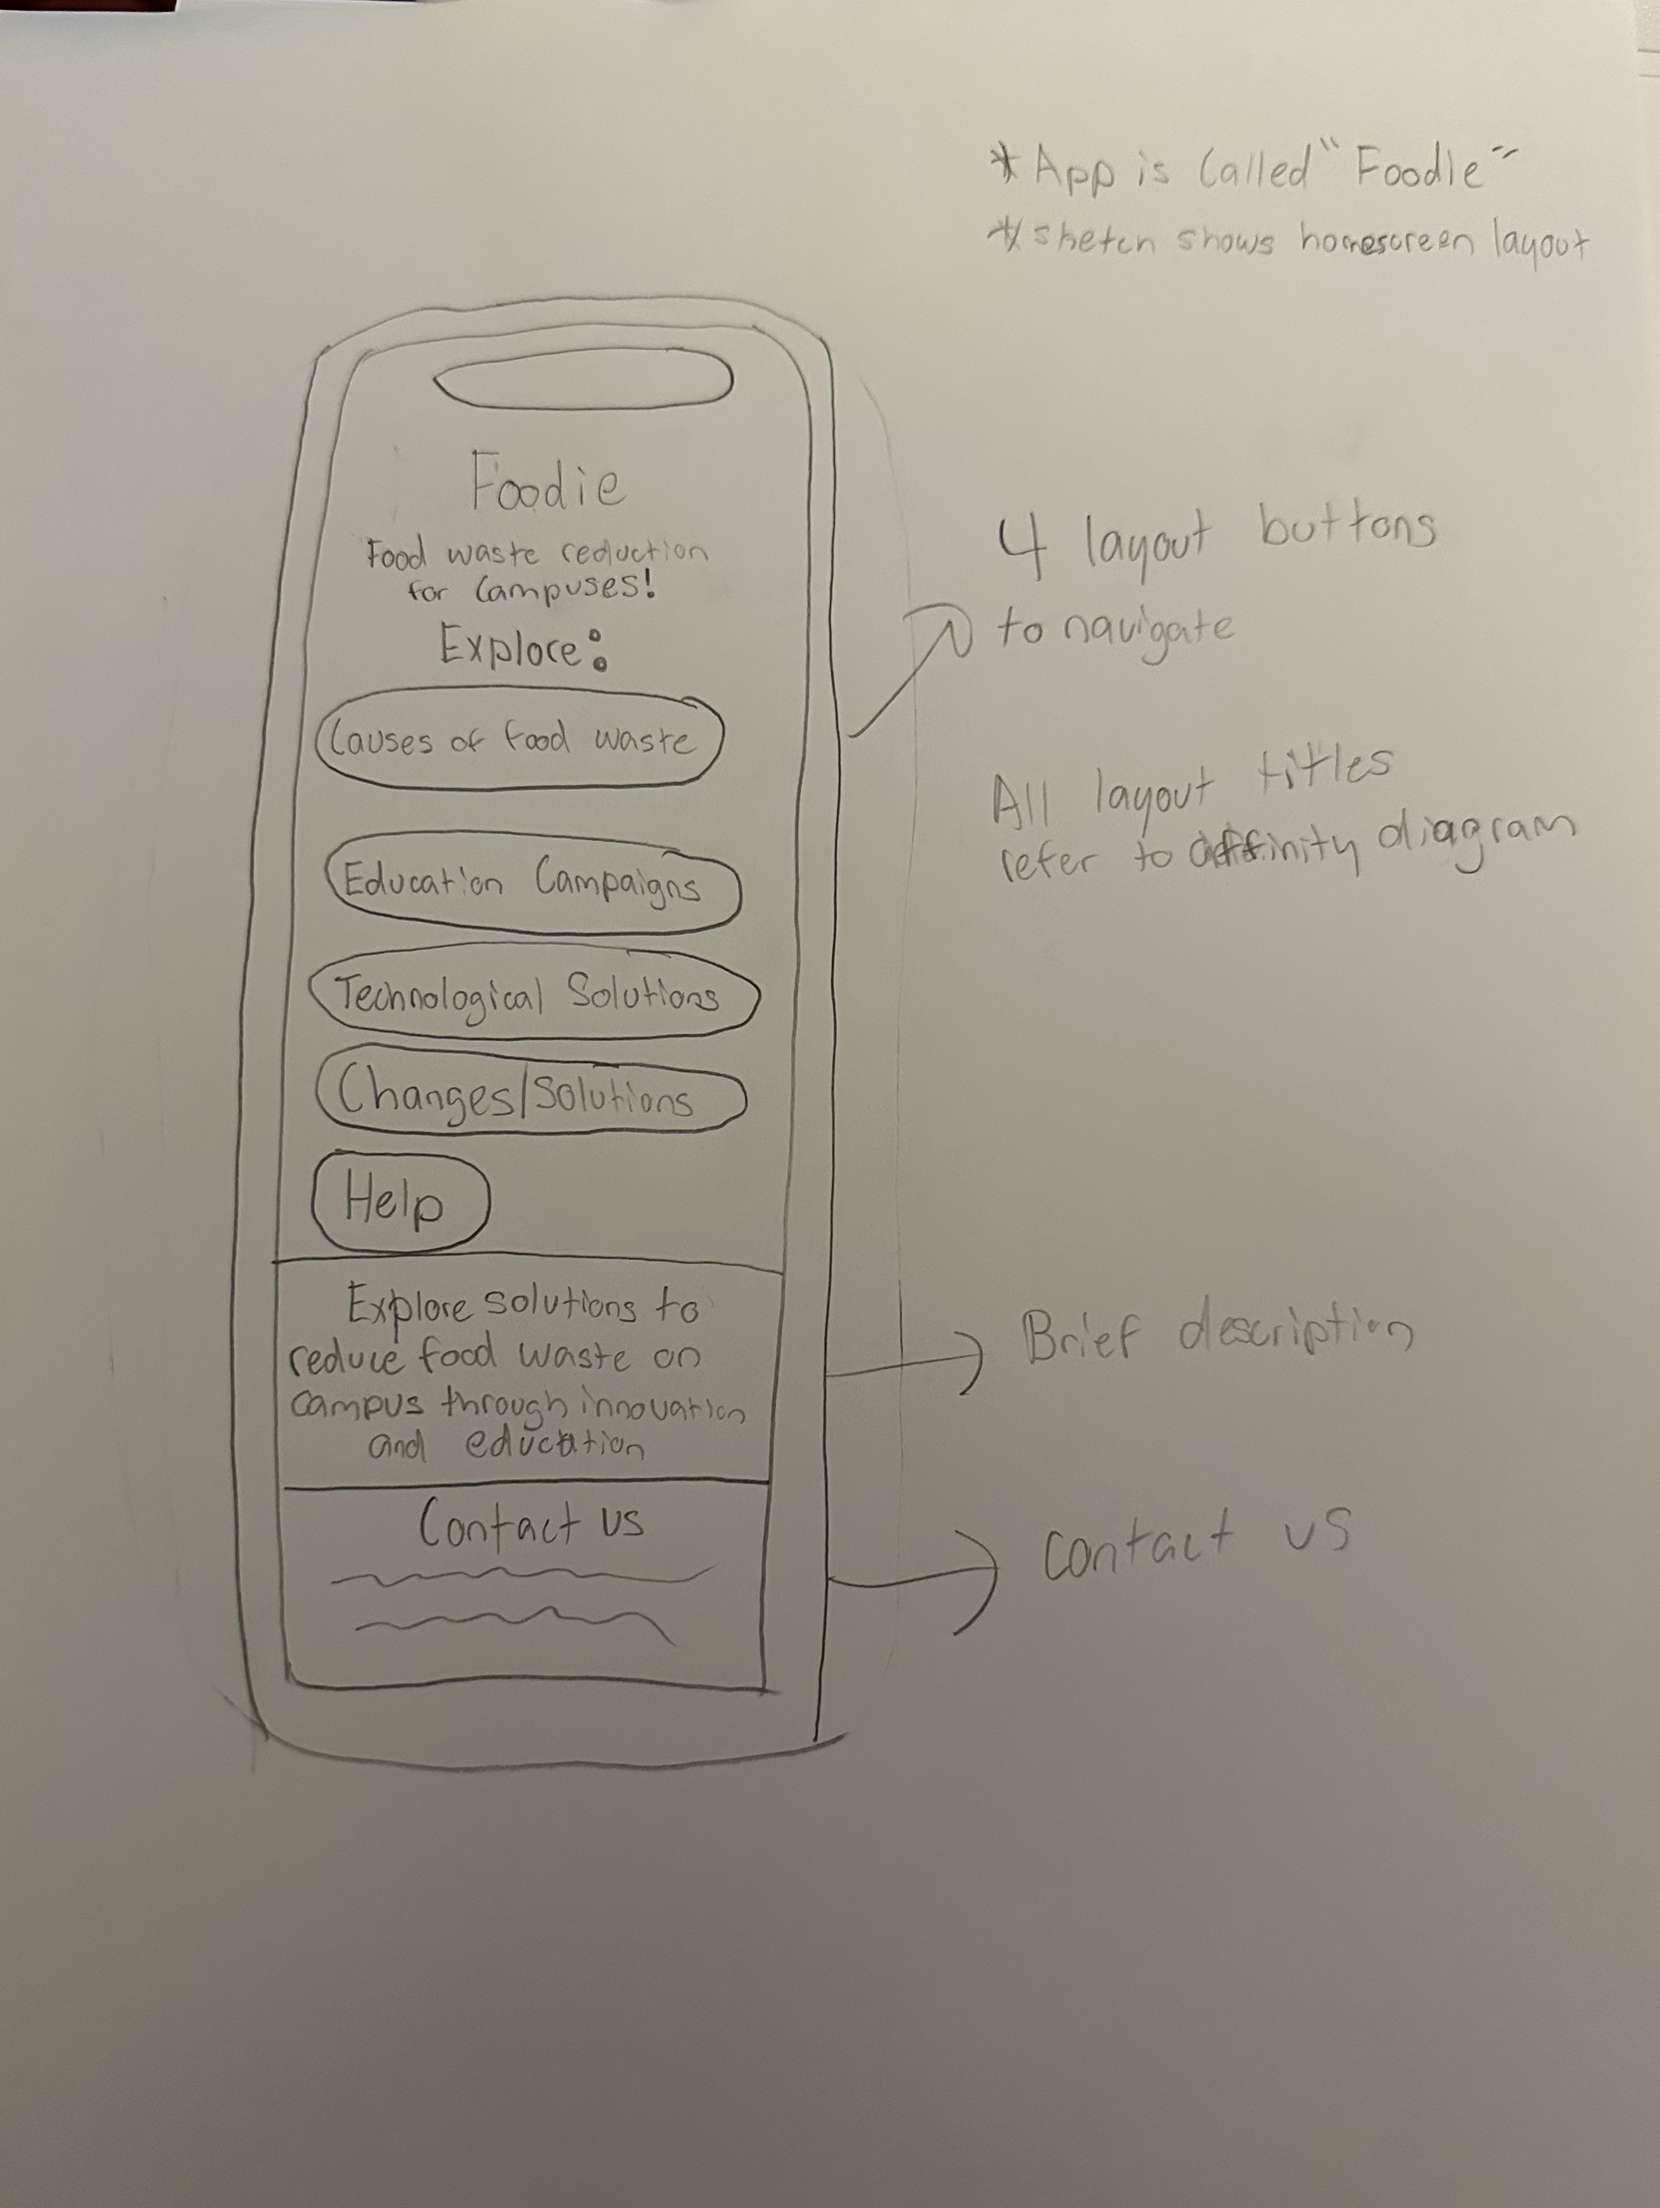 *App is Called "Foodie"
*sketch shows homescreen layout
Foodie
Food waste reduction
for Campuses!
Explore:
Causes of food waste
Education Campaigns
Technological Solutions
Changes/Solutions
Help
Explore solutions to
reduce food waste on
campus through innovation
and education
Contact us
4 layout buttons
to navigate
All layout titles
refer to affinity diagram
Brief description
contact us